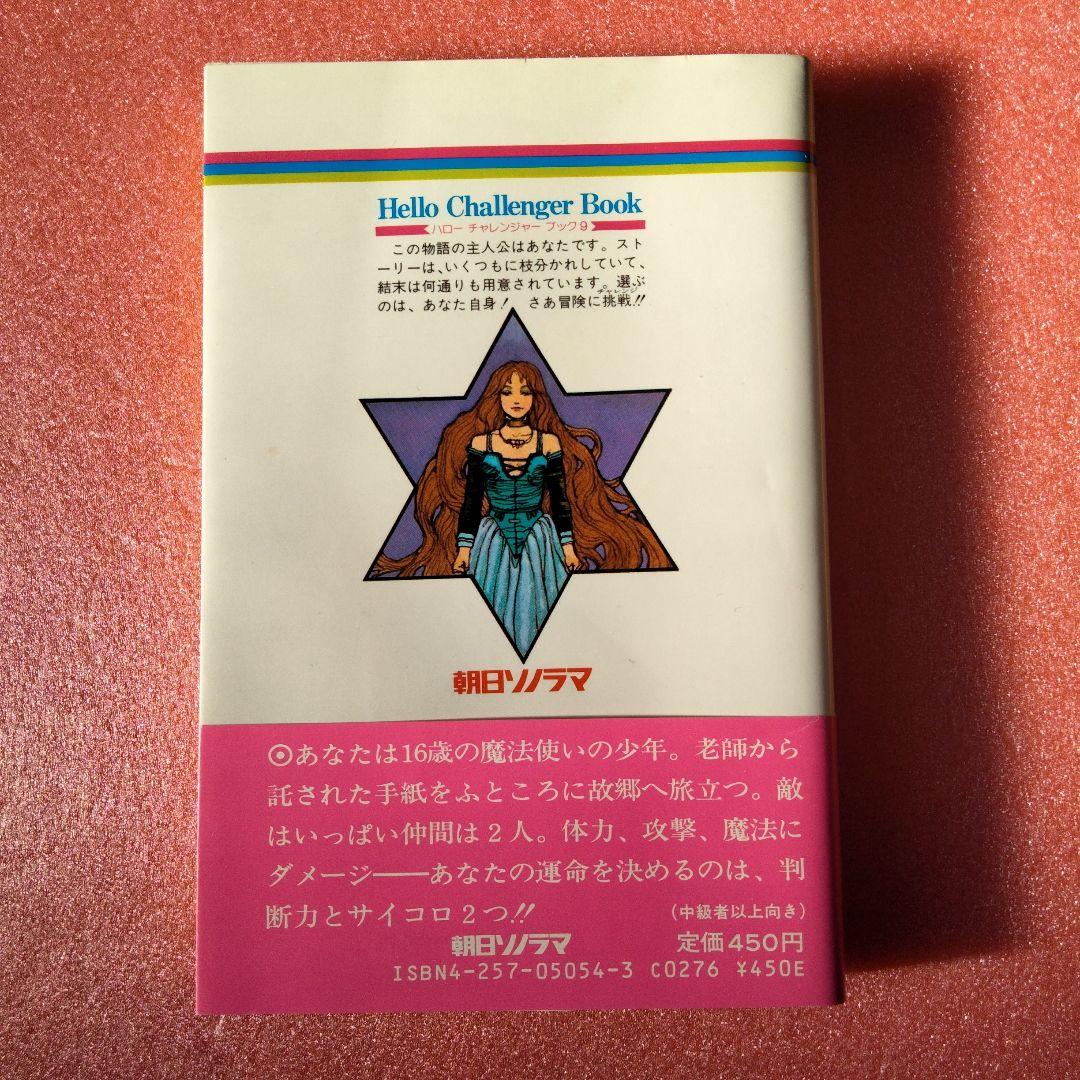 Hello Challenger Book
ハロー チャレンジャー ブック9
この物語の主人公はあなたです。スト
ーリーは、いくつもに枝分かれしていて、
結末は何通りも用意されています。選ぶ
チャレンジ
のは、あなた自身! さあ冒険に挑戦!!
朝日ソノラマ
◉あなたは16歳の魔法使いの少年。老師から
託された手紙をふところに故郷へ旅立つ。敵
はいっぱい仲間は2人。体力、攻撃、魔法に
ダメージ──あなたの運命を決めるのは、判
断力とサイコロ2つ!!
(中級者以上向き)
朝日ソノラマ 定価450円
ISBN4-257-05054-3 C0276 ¥450E